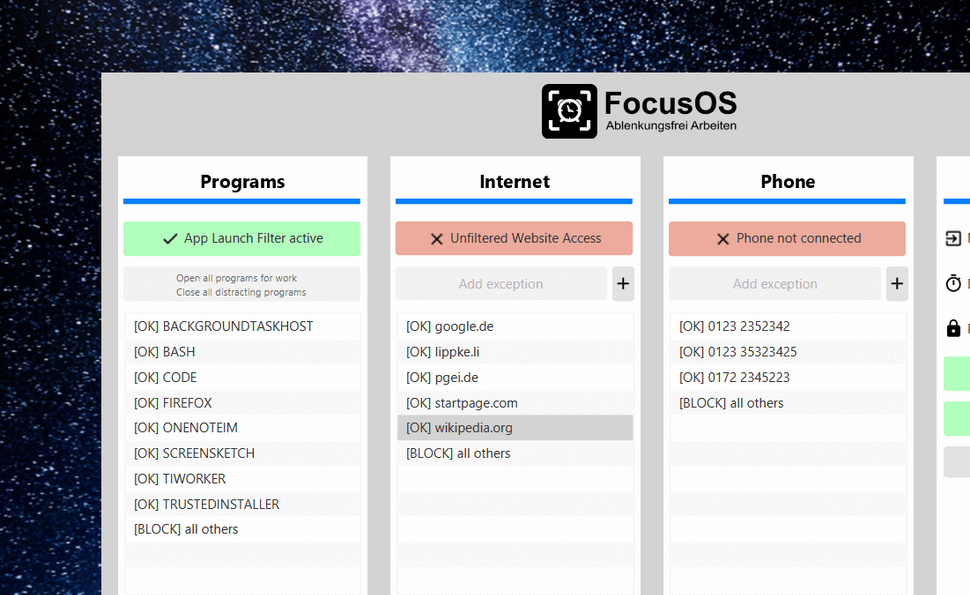 FocusOS
Ablenkungsfrei Arbeiten
Programs
App Launch Filter active
Open all programs for work
Close all distracting programs
[OK] BACKGROUNDTASKHOST
[OK] BASH
[OK] CODE
[OK] FIREFOX
[OK] ONENOTEIM
[OK] SCREENSKETCH
[OK] TIWORKER
[OK] TRUSTEDINSTALLER
[BLOCK] all others
Internet
Unfiltered Website Access
Add exception
+
[OK] google.de
[OK] lippke.li
[OK] pgei.de
[OK] startpage.com
[OK] wikipedia.org
[BLOCK] all others
Phone
Phone not connected
Add exception
+
[OK] 0123 2352342
[OK] 0123 35323425
[OK] 0172 2345223
[BLOCK] all others